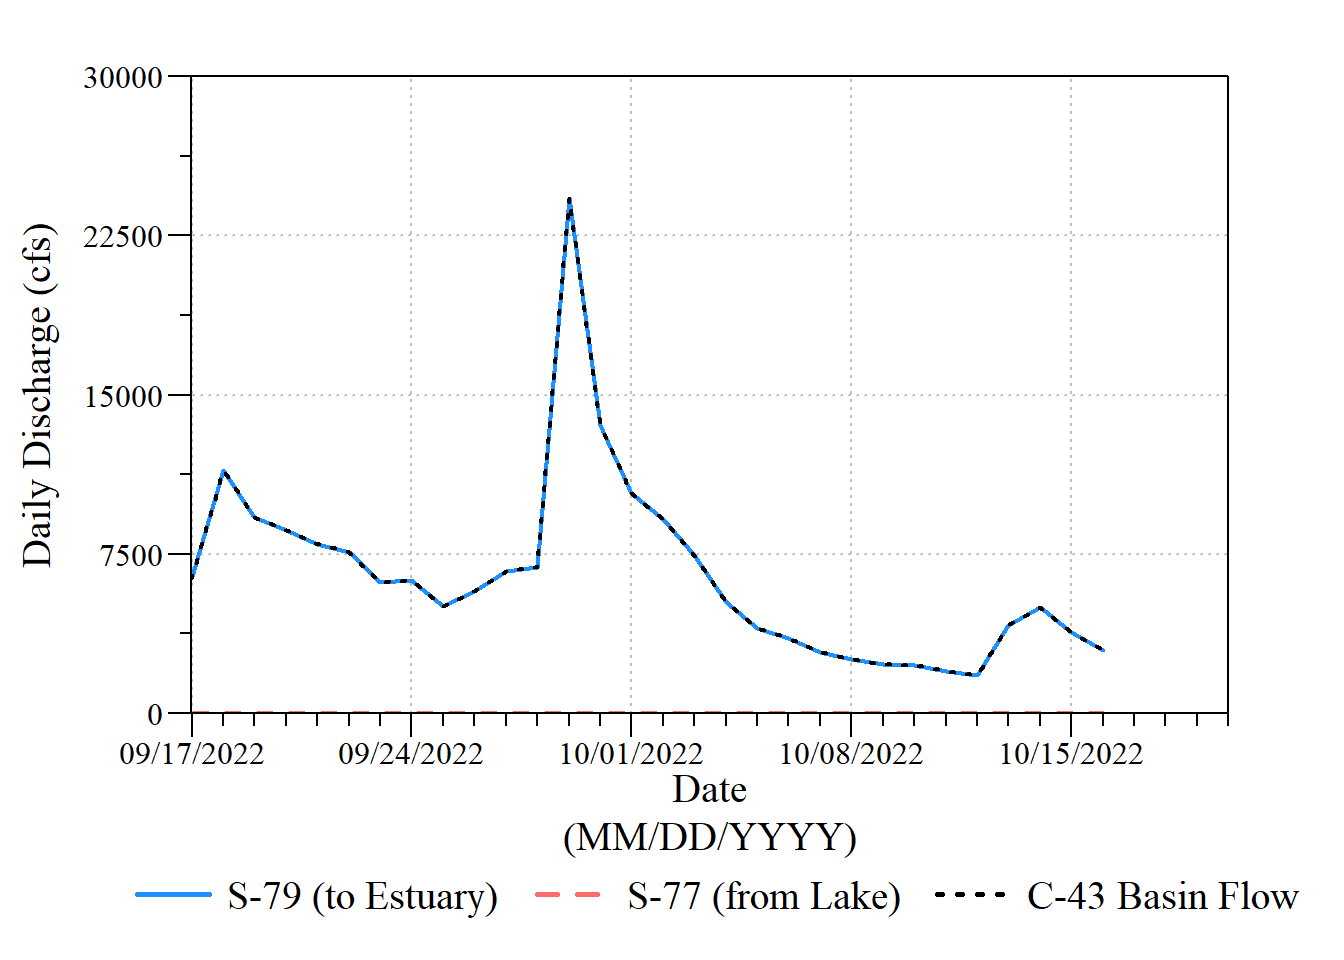 30000
22500
15000
7500
0
Daily Discharge (cfs)
09/17/2022 09/24/2022 10/01/2022 10/08/2022 10/15/2022
Date
(MM/DD/YYYY)
S-79 (to Estuary) S-77 (from Lake) C-43 Basin Flow